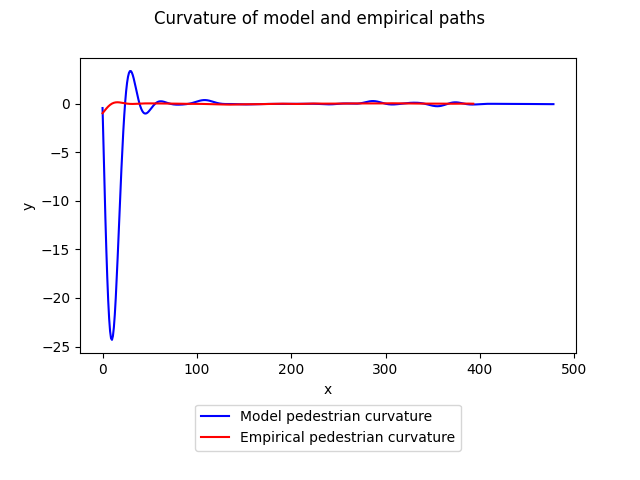 Curvature of model and empirical paths
0
−5
−10
−15
−20
−25
y
0 100 200 300 400 500
x
Model pedestrian curvature
Empirical pedestrian curvature